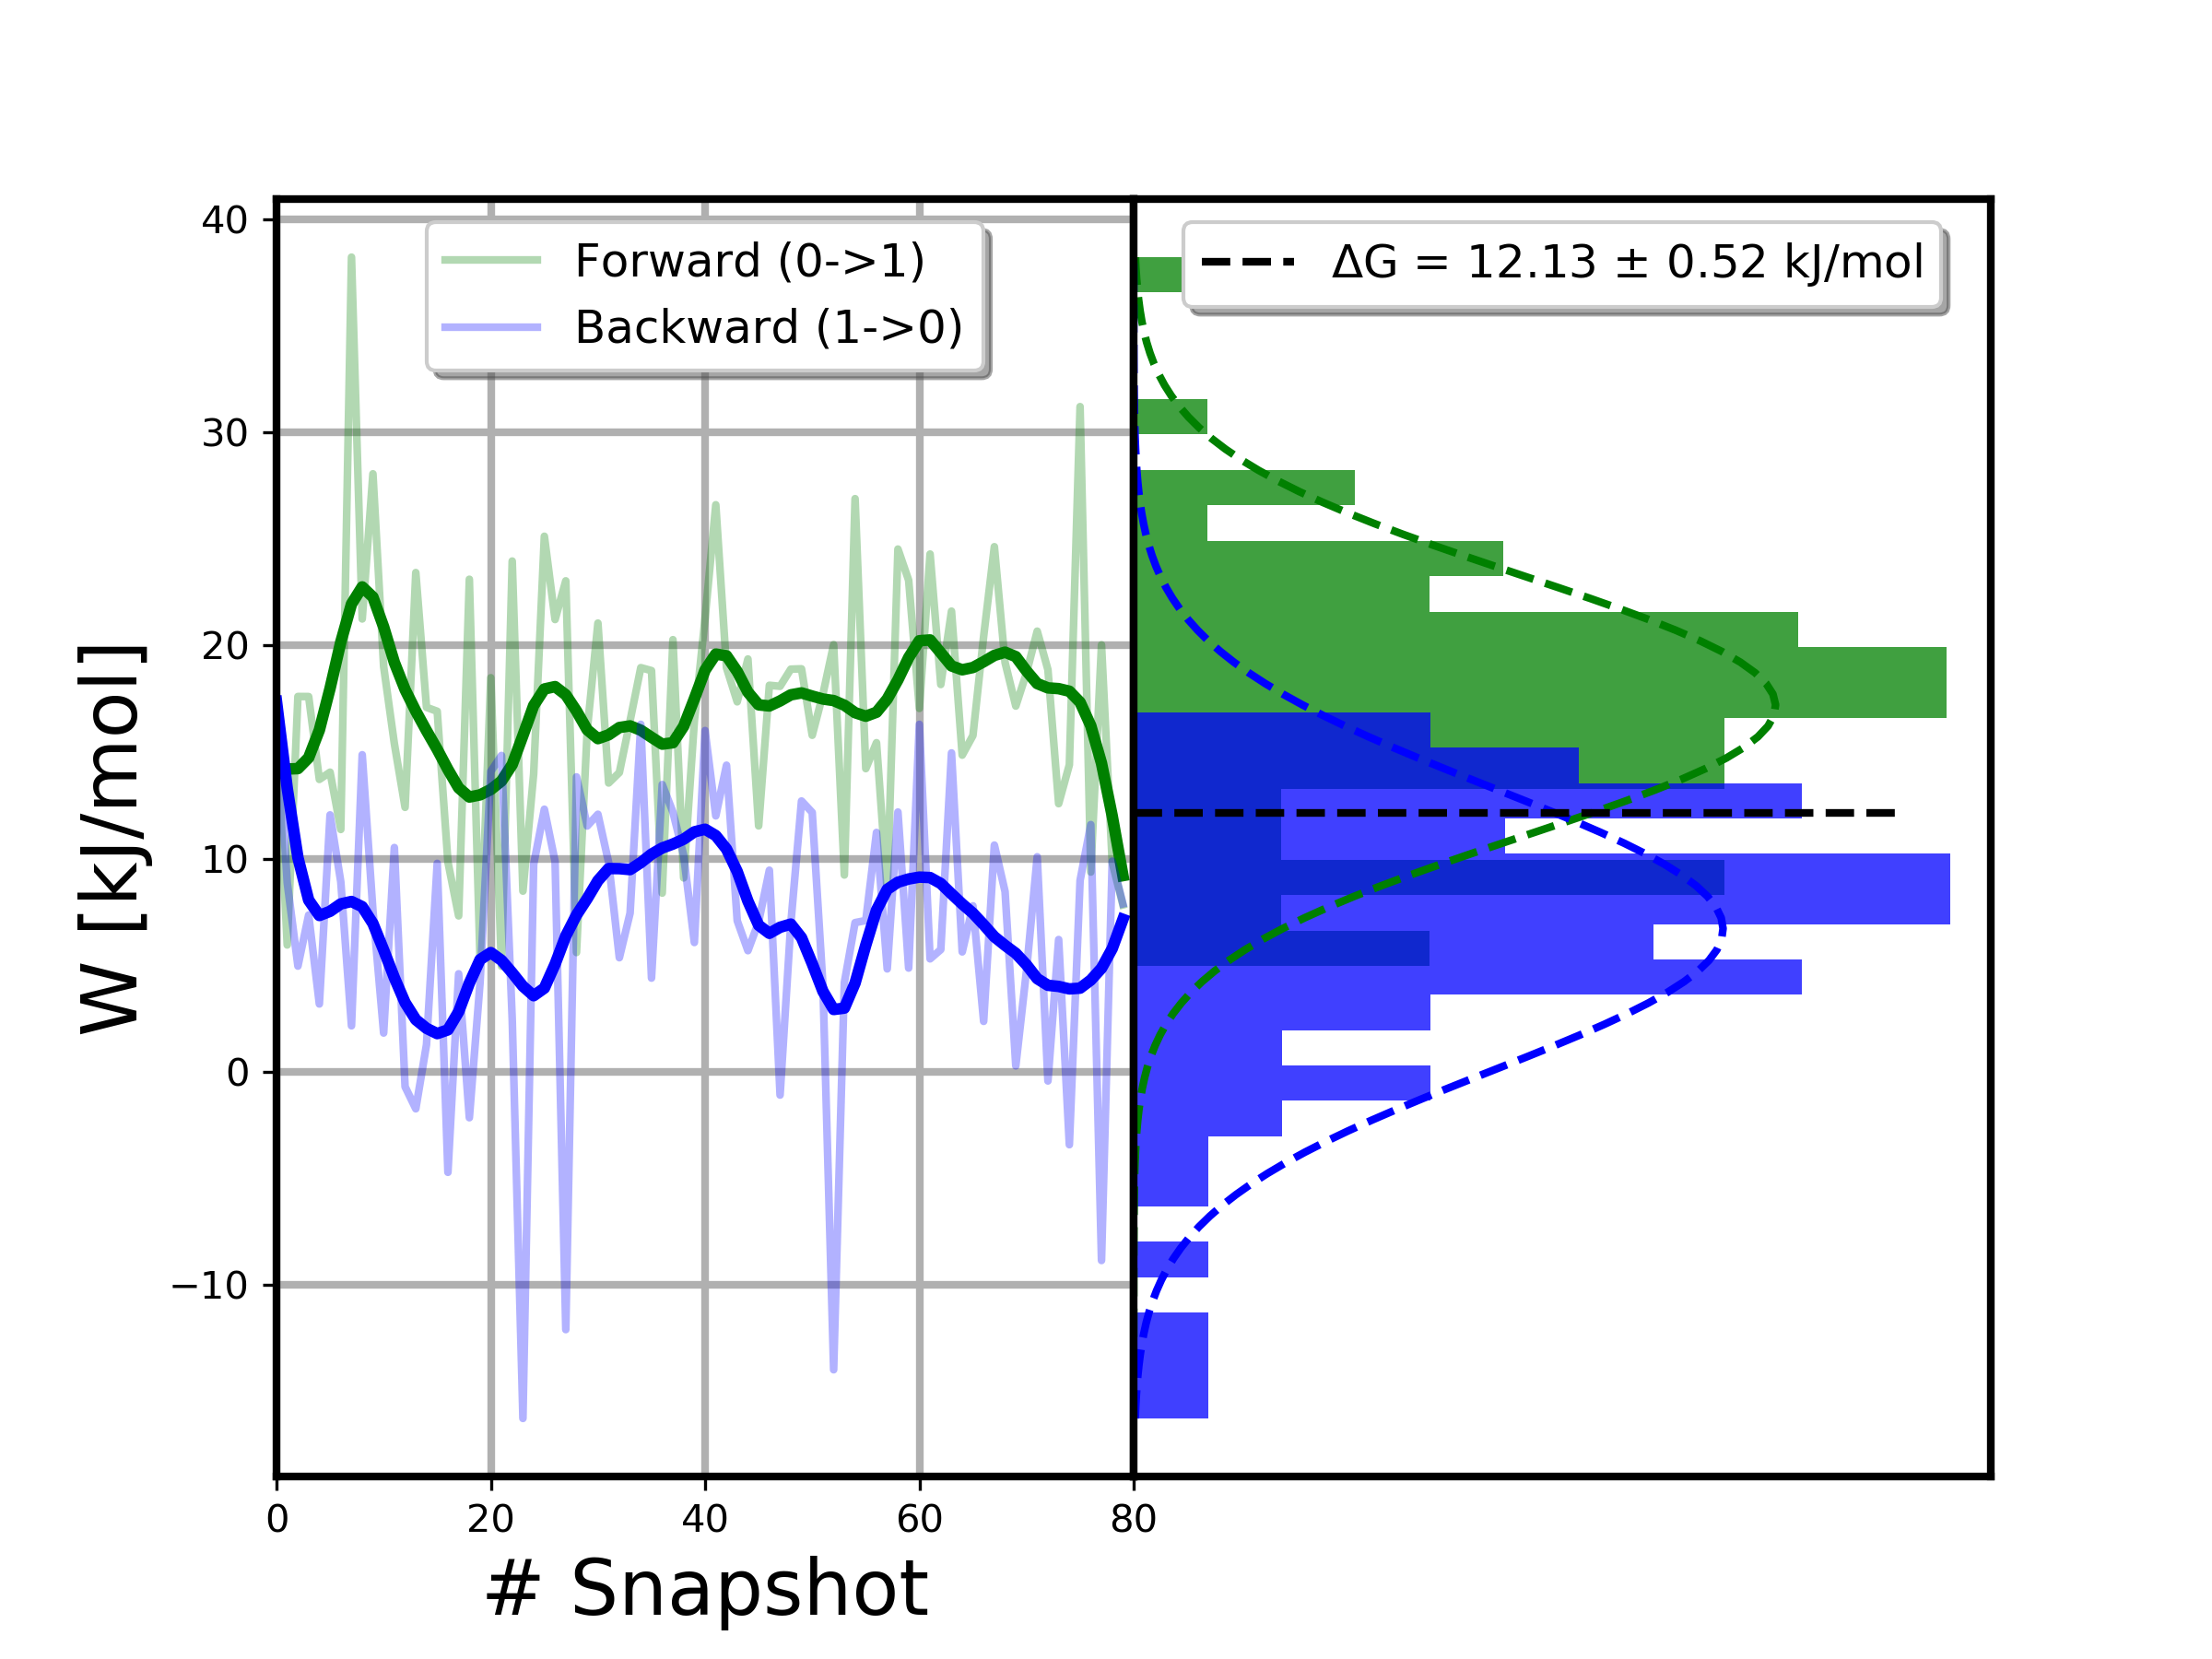 40
30
20
10
0
−10
W [kJ/mol]
Forward (0->1)
Backward (1->0)
ΔG = 12.13 ± 0.52 kJ/mol
0 20 40 60 80
# Snapshot